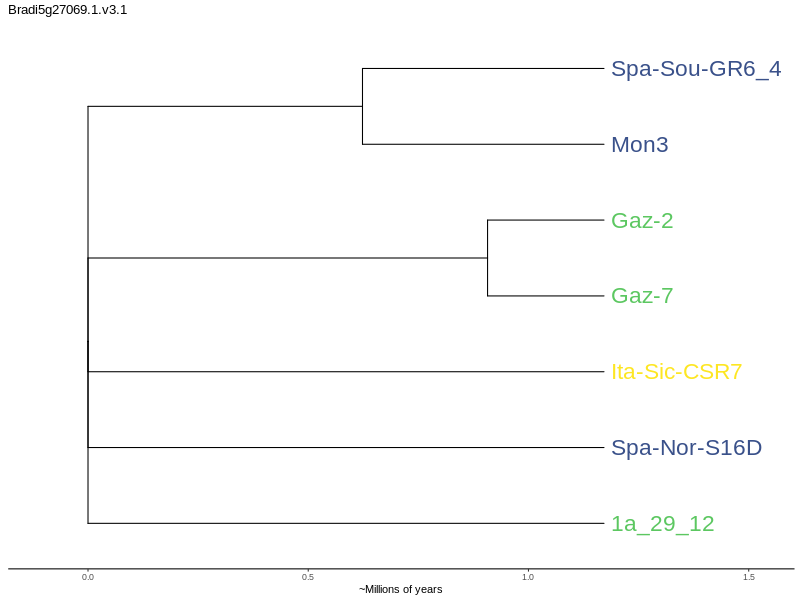 Bradi5g27069.1.v3.1
Spa-Sou-GR6_4
Mon3
Gaz-2
Gaz-7
Ita-Sic-CSR7
Spa-Nor-S16D
1a_29_12
0.0 0.5 1.0 1.5
~Millions of years